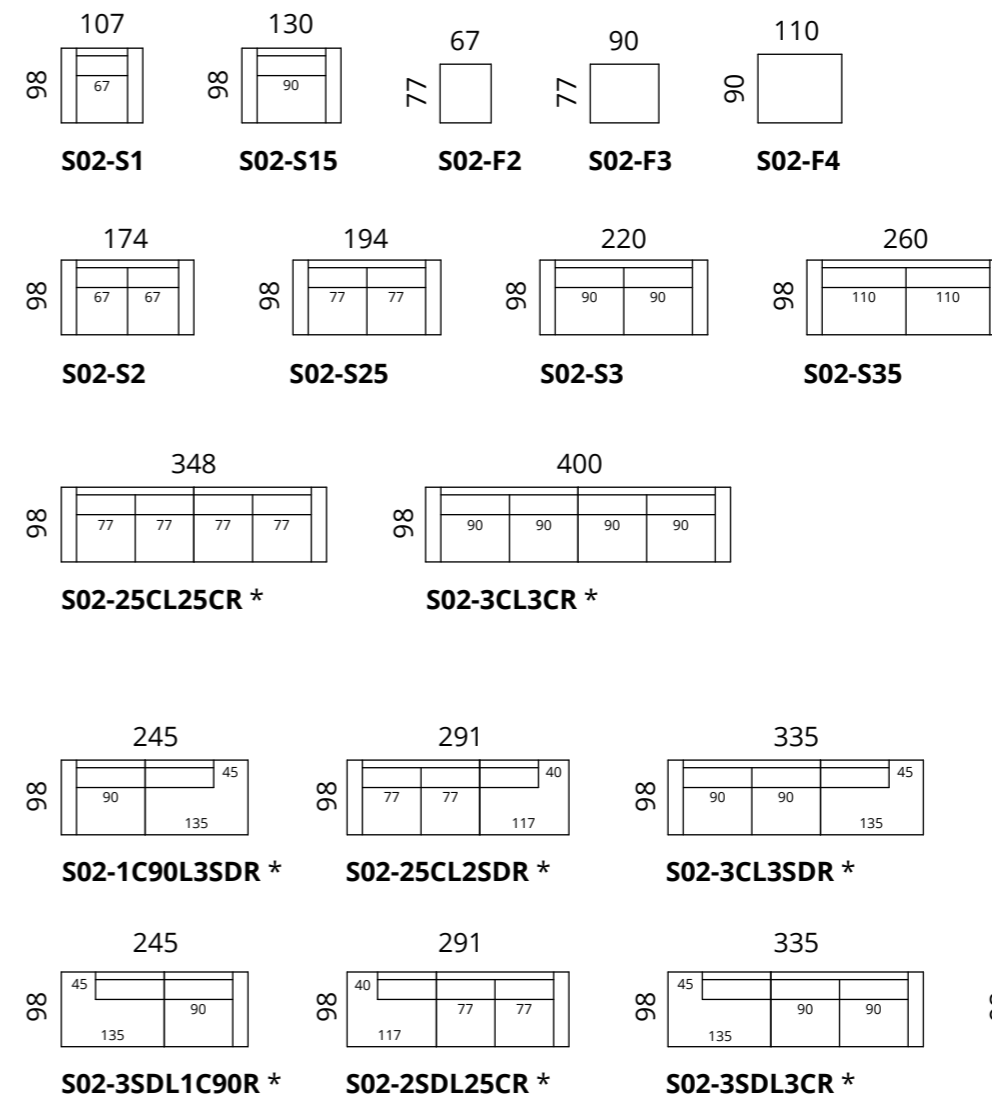 107 130 67 90 110
98 67 98 90 77 77 90
S02-S1 S02-S15 S02-F2 S02-F3 S02-F4
174 194 220 260
98 67 67 98 77 77 98 90 90 98 110 110
S02-S2 S02-S25 S02-S3 S02-S35
348 400
98 77 77 77 77 98 90 90 90 90
S02-25CL25CR * S02-3CL3CR *
245 291 335
98 90 45 135 98 77 77 40 117 98 90 90 45 135
S02-1C90L3SDR * S02-25CL2SDR * S02-3CL3SDR *
245 291 335
98 45 135 90 98 40 117 77 77 98 45 135 90 90
S02-3SDL1C90R * S02-2SDL25CR * S02-3SDL3CR *